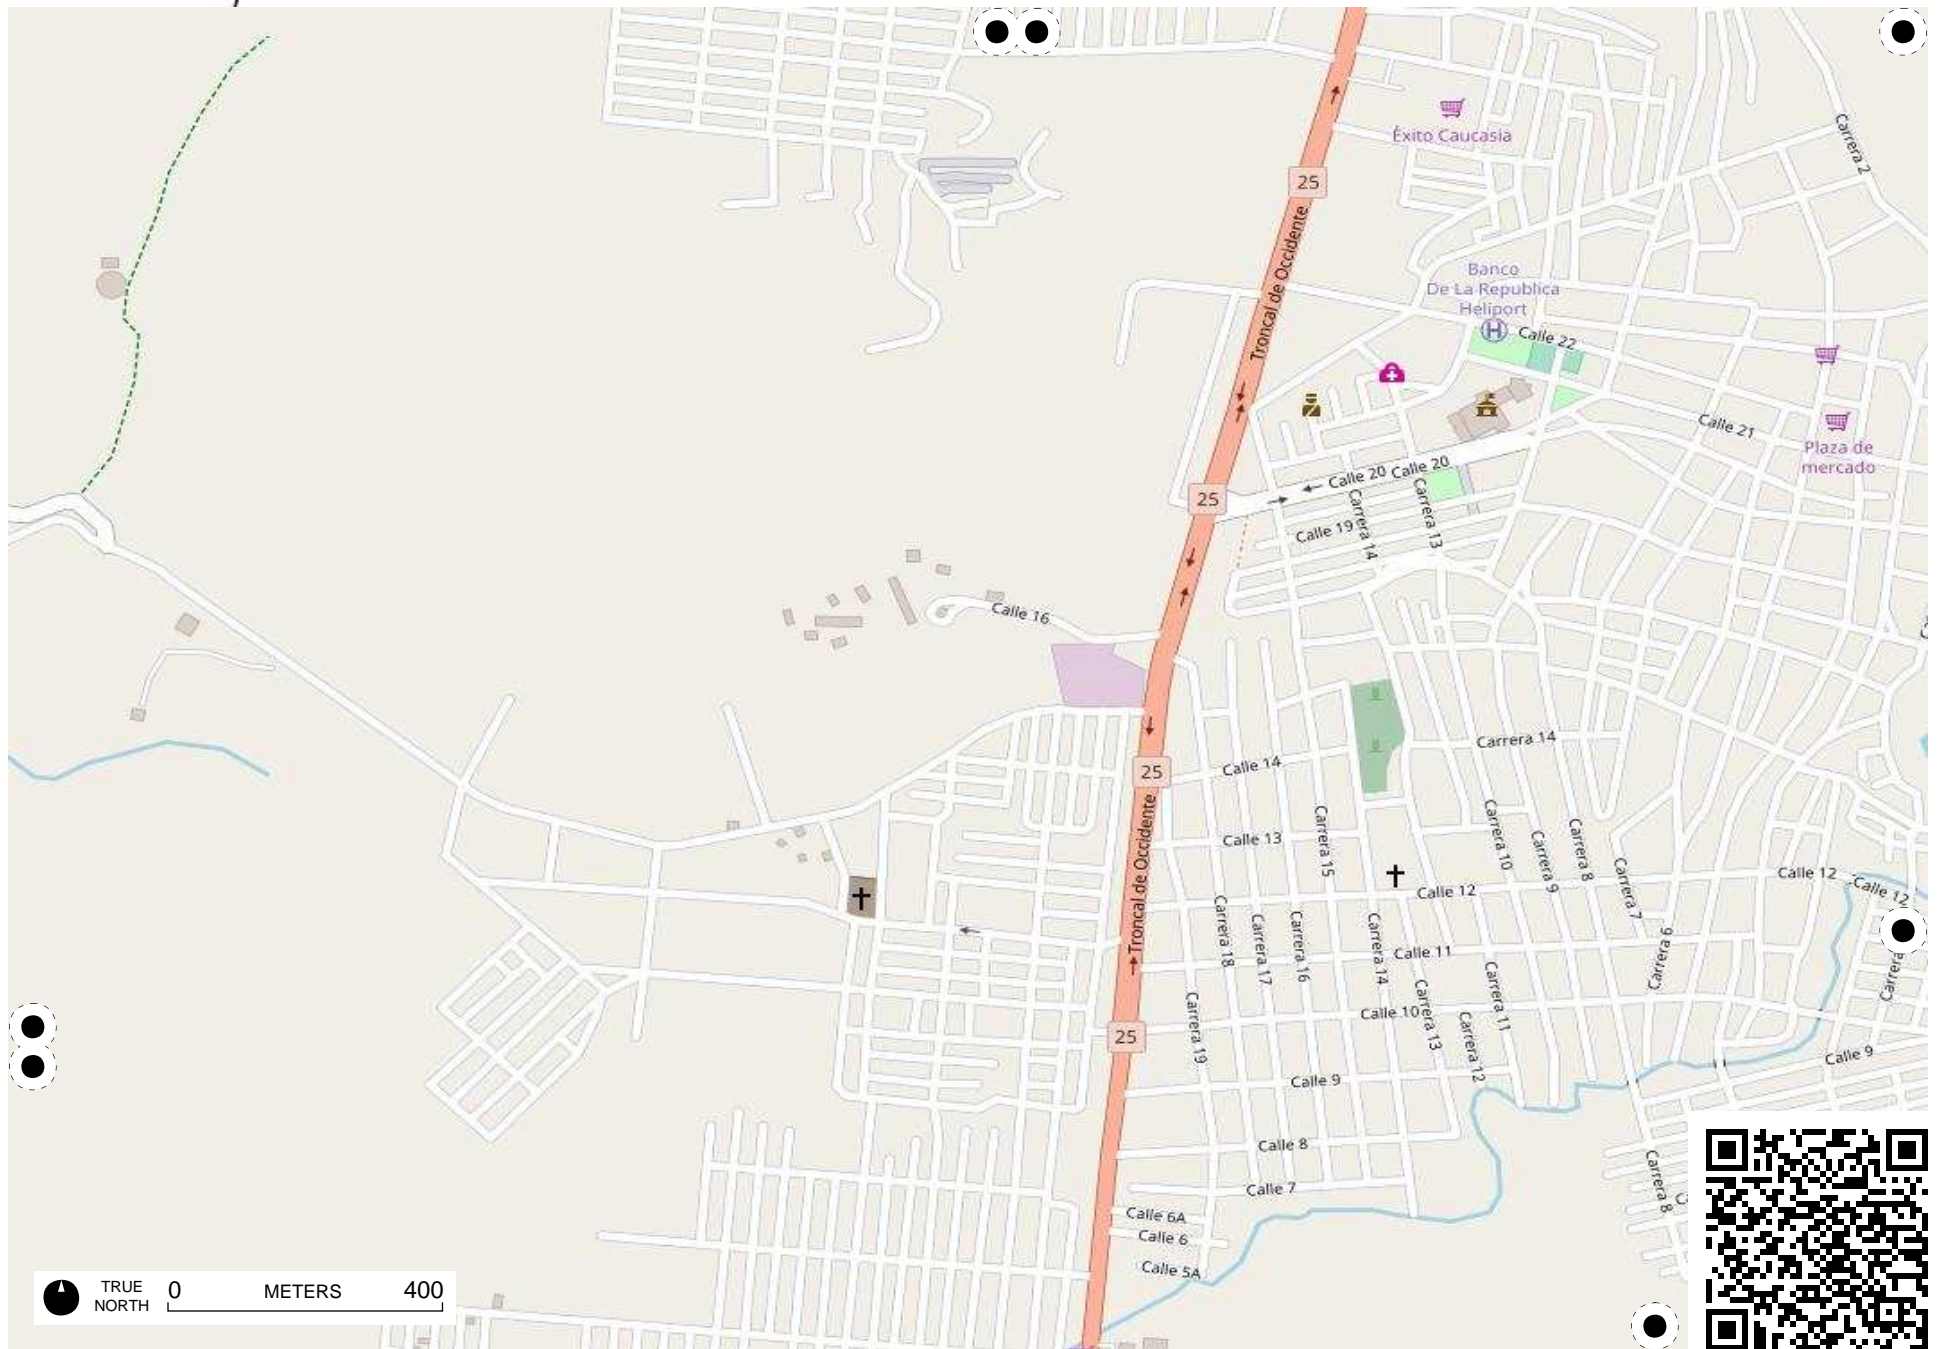 Carrera 2
Éxito Caucasia
25
Troncal de Occidente
Banco
De La Republica
Heliport
H
Calle 22
Calle 21
Plaza de
mercado
Calle 20
Calle 20
25
Carrera 14
Carrera 13
Calle 19
Calle 16
Carrera 14
Calle 14
25
Troncal de Occidente
Calle 13
Carrera 15
Carrera 10
Carrera 9
Carrera 8
Carrera 7
Calle 12
Calle 12
Calle 12
Carrera 18
Carrera 17
Carrera 16
Carrera 14
Calle 11
Carrera 6
Carrera
Carrera 19
Calle 10
Carrera 13
Carrera 11
Carrera 12
25
Calle 9
Calle 9
Calle 8
Calle 7
Carrera 8
Calle 6A
Calle 6
Calle 5A
TRUE
NORTH
0 METERS 400